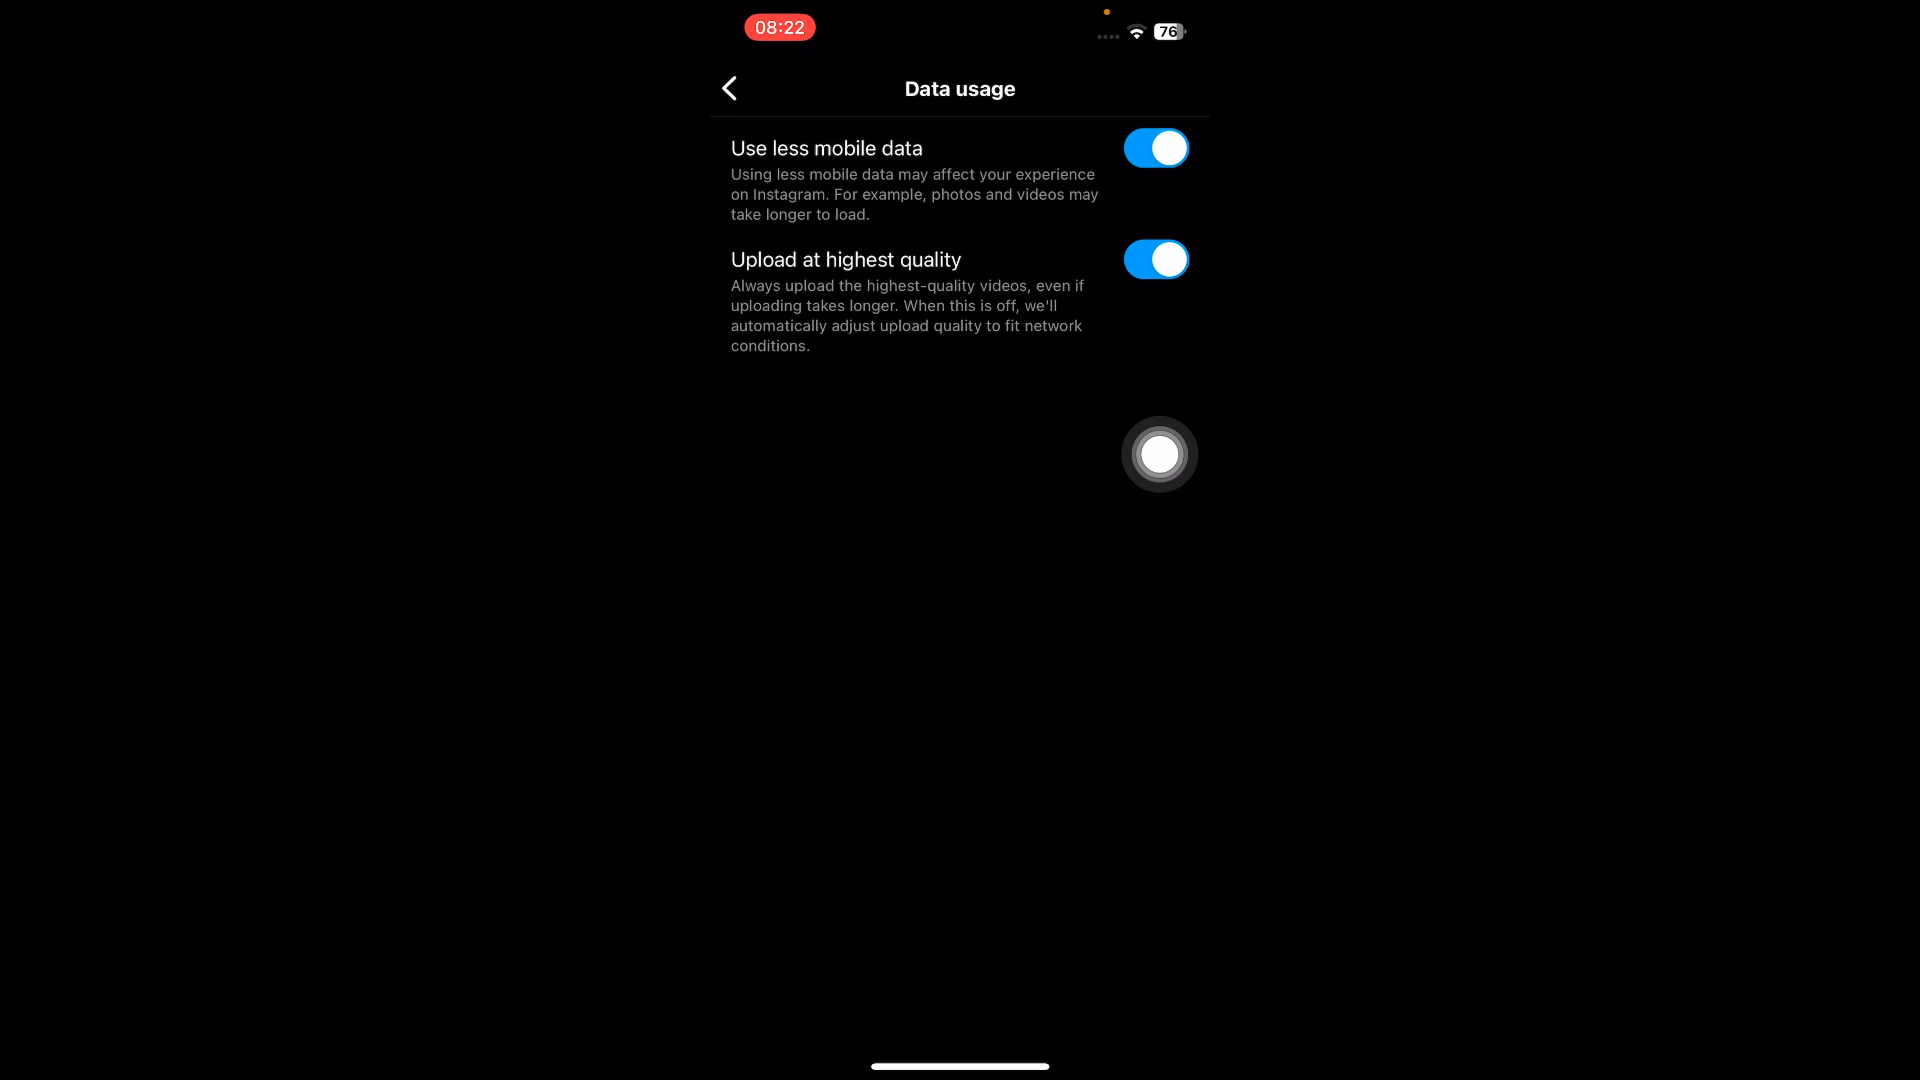 08:22
76
Data usage
Use less mobile data
Using less mobile data may affect your experience
on Instagram. For example, photos and videos may
take longer to load.
Upload at highest quality
Always upload the highest-quality videos, even if
uploading takes longer. When this is off, we'll
automatically adjust upload quality to fit network
conditions.